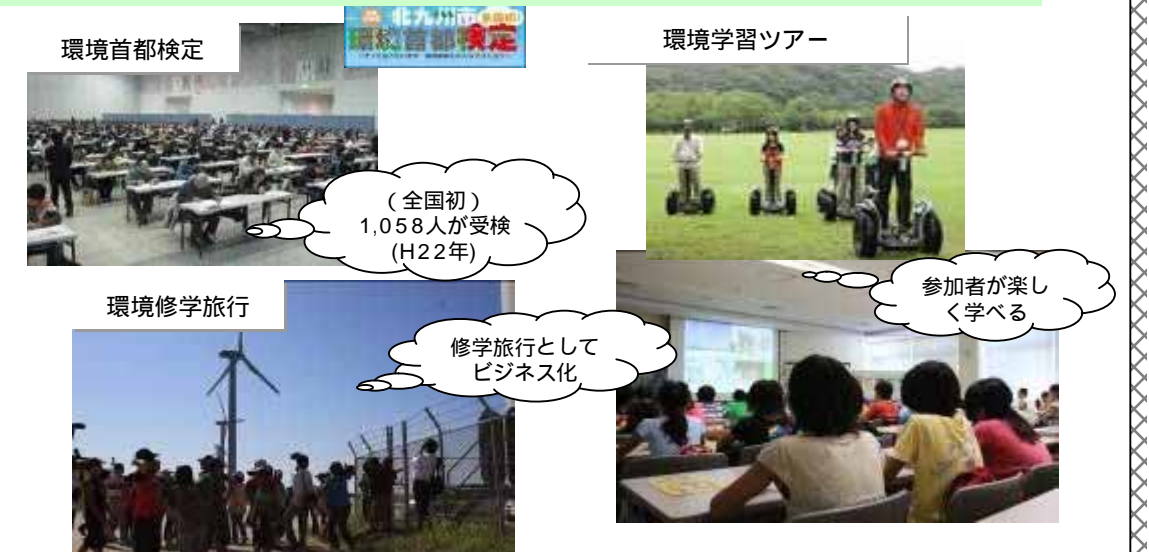 環境首都検定
北九州市
環境首都検定
(全国初)
1,058人が受検
(H22年)
環境学習ツアー
参加者が楽し
く学べる
環境修学旅行
修学旅行として
ビジネス化